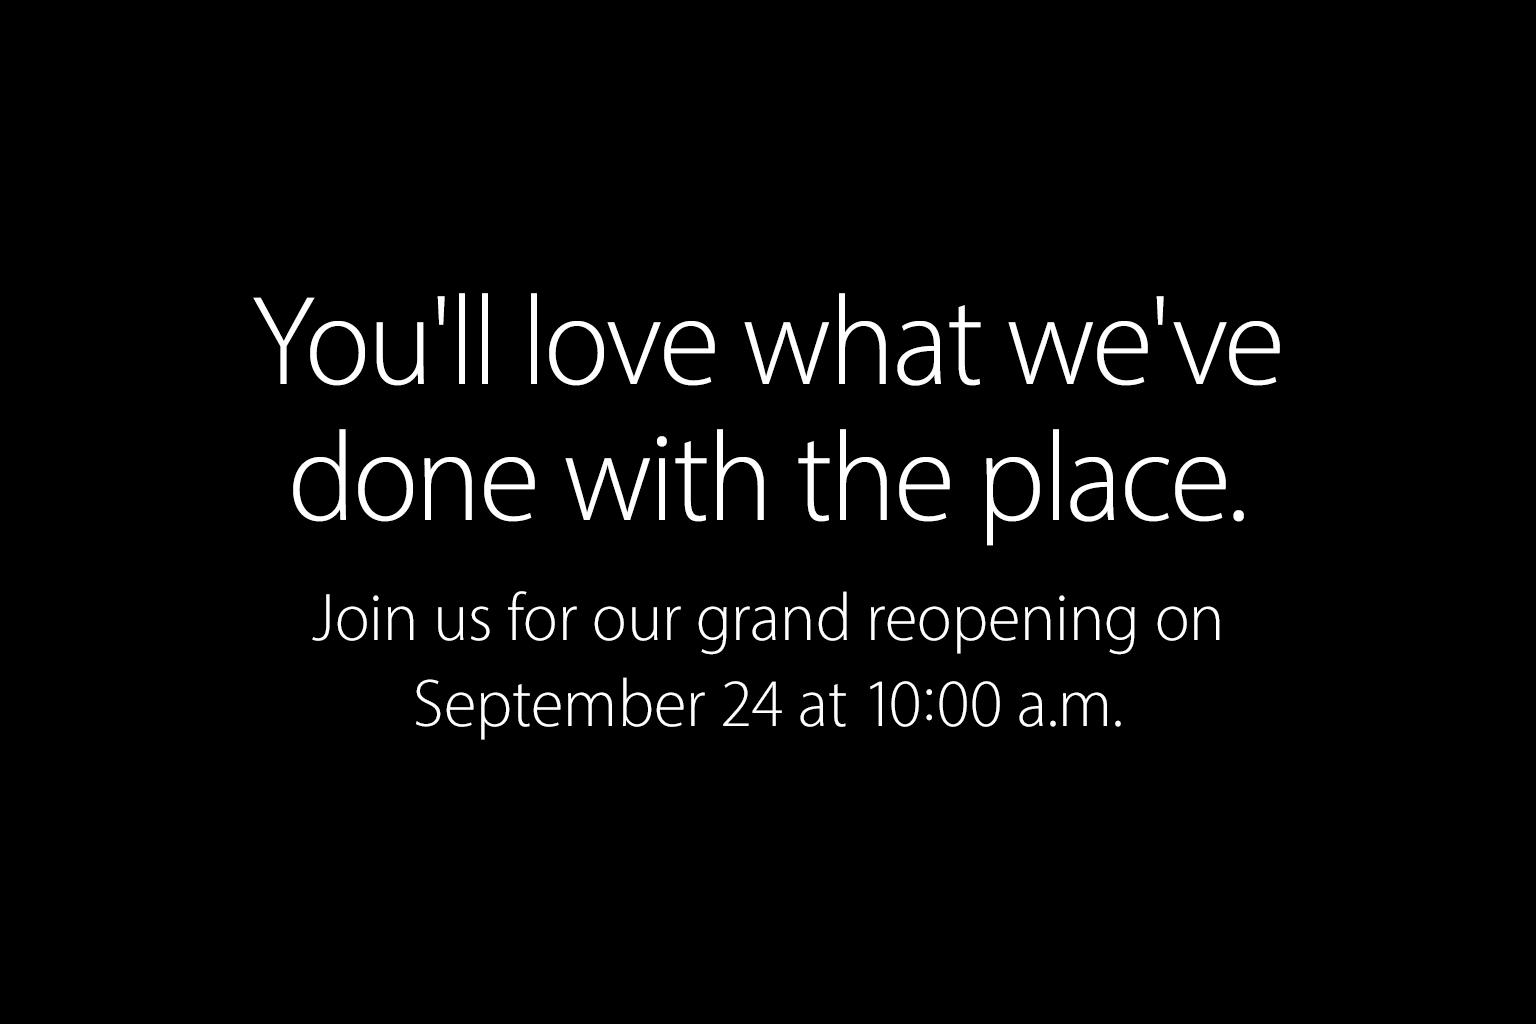 You'll love what we've
done with the place.
Join us for our grand reopening on
September 24 at 10:00 a.m.